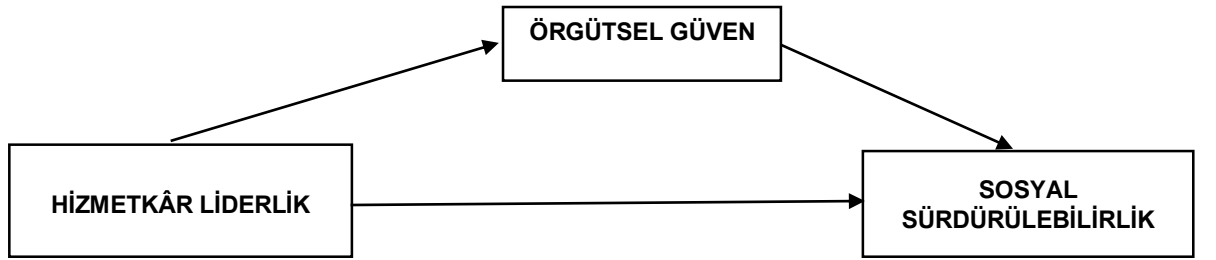 ÖRGÜTSEL GÜVEN
HİZMETKÂR LİDERLİK
SOSYAL
SÜRDÜRÜLEBİLİRLİK